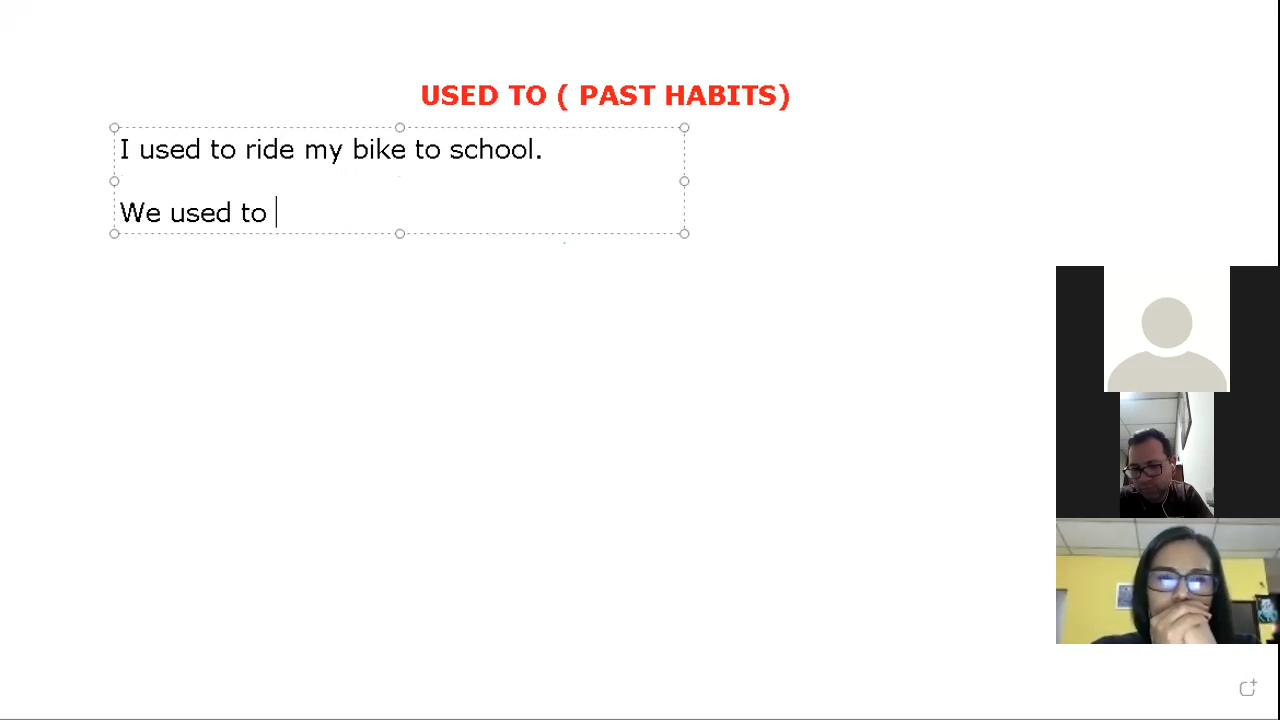 USED TO ( PAST HABITS)
I used to ride my bike to school.
We used to